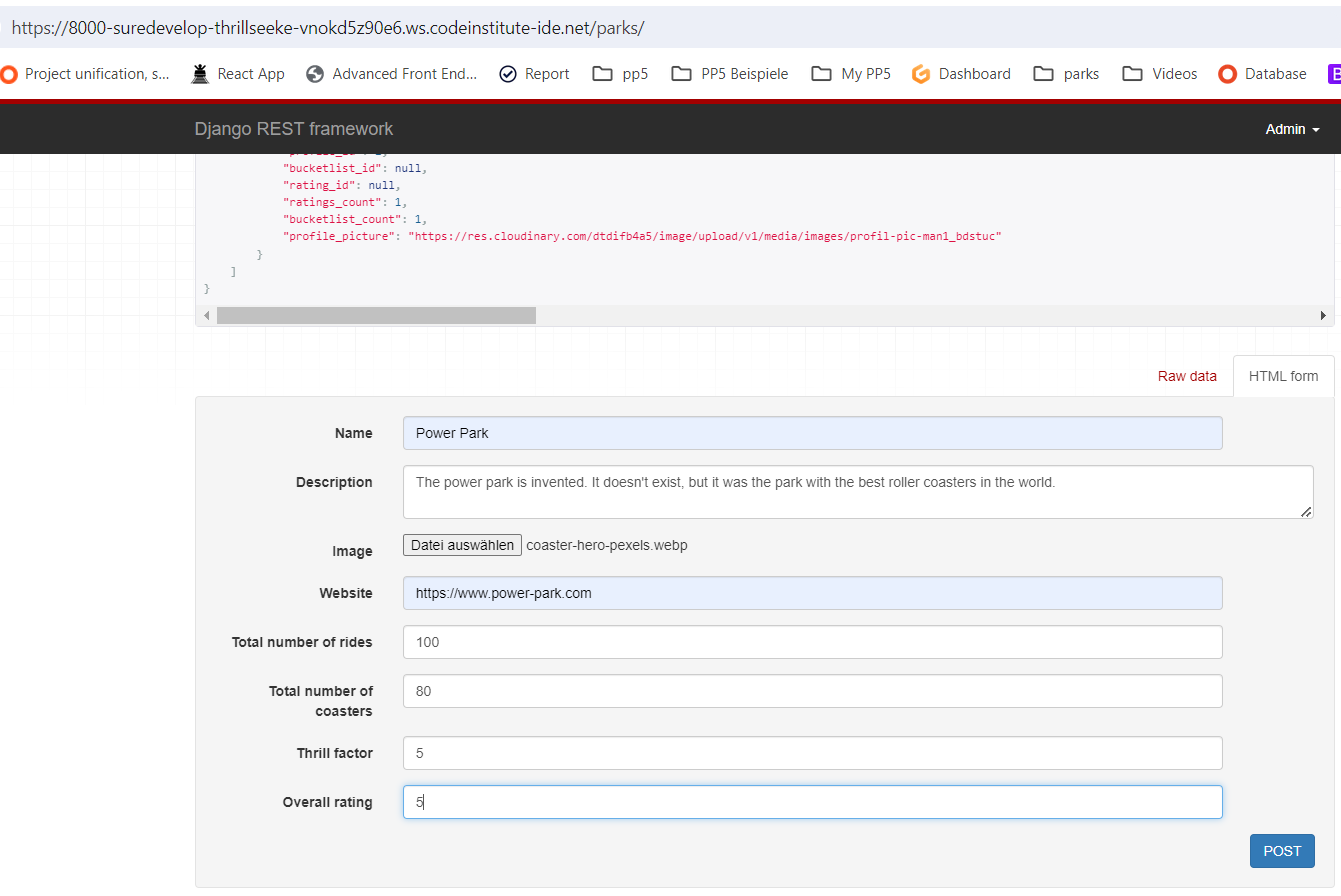 https://8000-suredevelop-thrillseeke-vnokd5z90e6.ws.codeinstitute-ide.net/parks/
Project unification, s... React App Advanced Front End... Report pp5 PP5 Beispiele My PP5 Dashboard parks Videos Database
Django REST framework Admin
"bucketlist_id": null,
"rating_id": null,
"ratings_count": 1,
"bucketlist_count": 1,
"profile_picture": "https://res.cloudinary.com/dtdifb4a5/image/upload/v1/media/images/profil-pic-man1_bdstuc"
}
]
}
Raw data HTML form
Name Power Park
Description The power park is invented. It doesn't exist, but it was the park with the best roller coasters in the world.
Image Datei auswählen coaster-hero-pexels.webp
Website https://www.power-park.com
Total number of rides 100
Total number of coasters 80
Thrill factor 5
Overall rating 5
POST